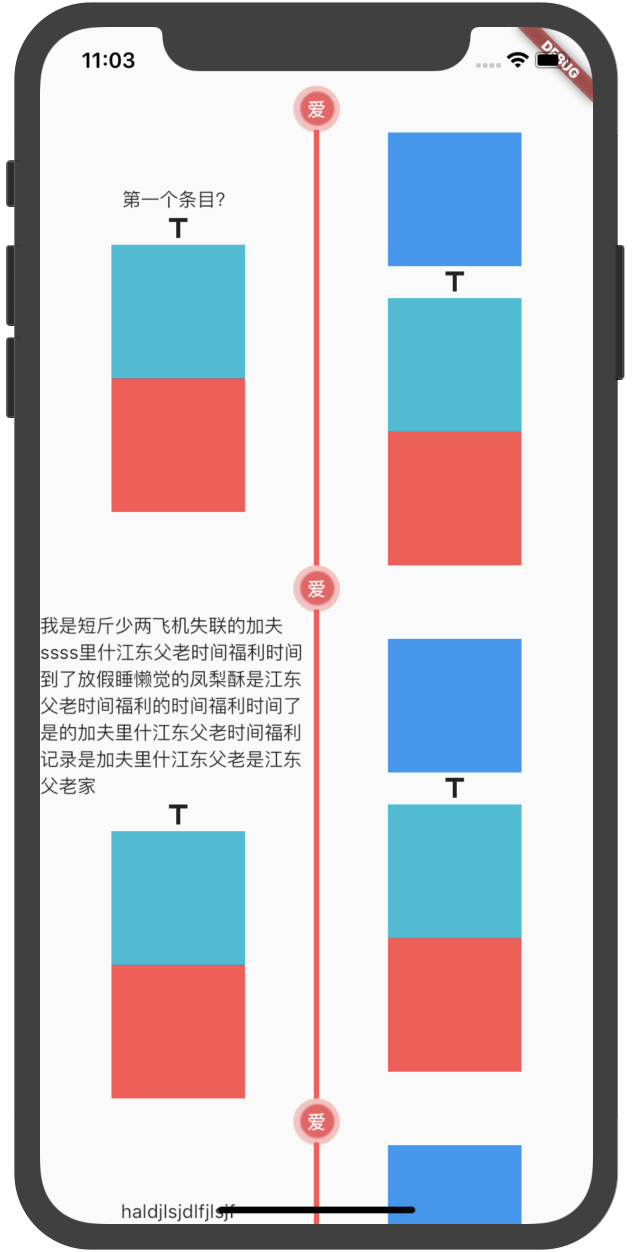 11:03
DEBUG
爱
第一个条目?
T
T
爱
我是短斤少两飞机失联的加夫
ssss里什江东父老时间福利时间
到了放假睡懒觉的凤梨酥是江东
父老时间福利的时间福利时间了
是的加夫里什江东父老时间福利
记录是加夫里什江东父老是江东
父老家
T
T
爱
haldjlsjdlfjlsjf